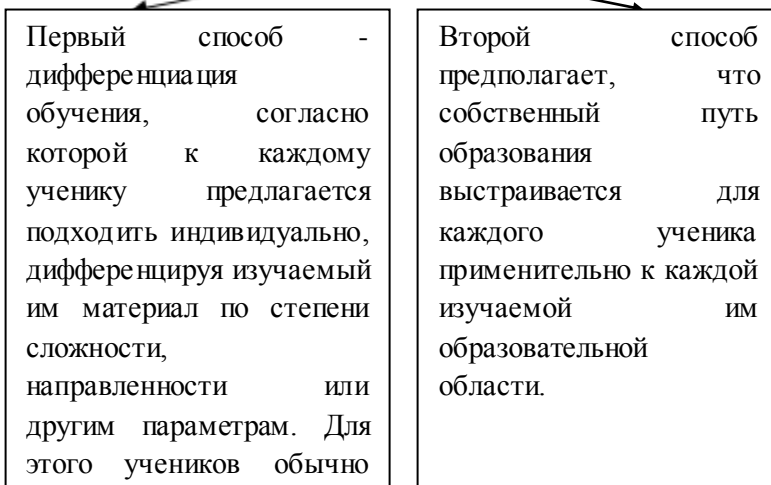 Первый способ -
дифференциация
обучения, согласно
которой к каждому
ученику предлагается
подходить индивидуально,
дифференцируя изучаемый
им материал по степени
сложности,
направленности или
другим параметрам. Для
этого учеников обычно
Второй способ
предполагает, что
собственный путь
образования
выстраивается для
каждого ученика
применительно к каждой
изучаемой им
образовательной
области.